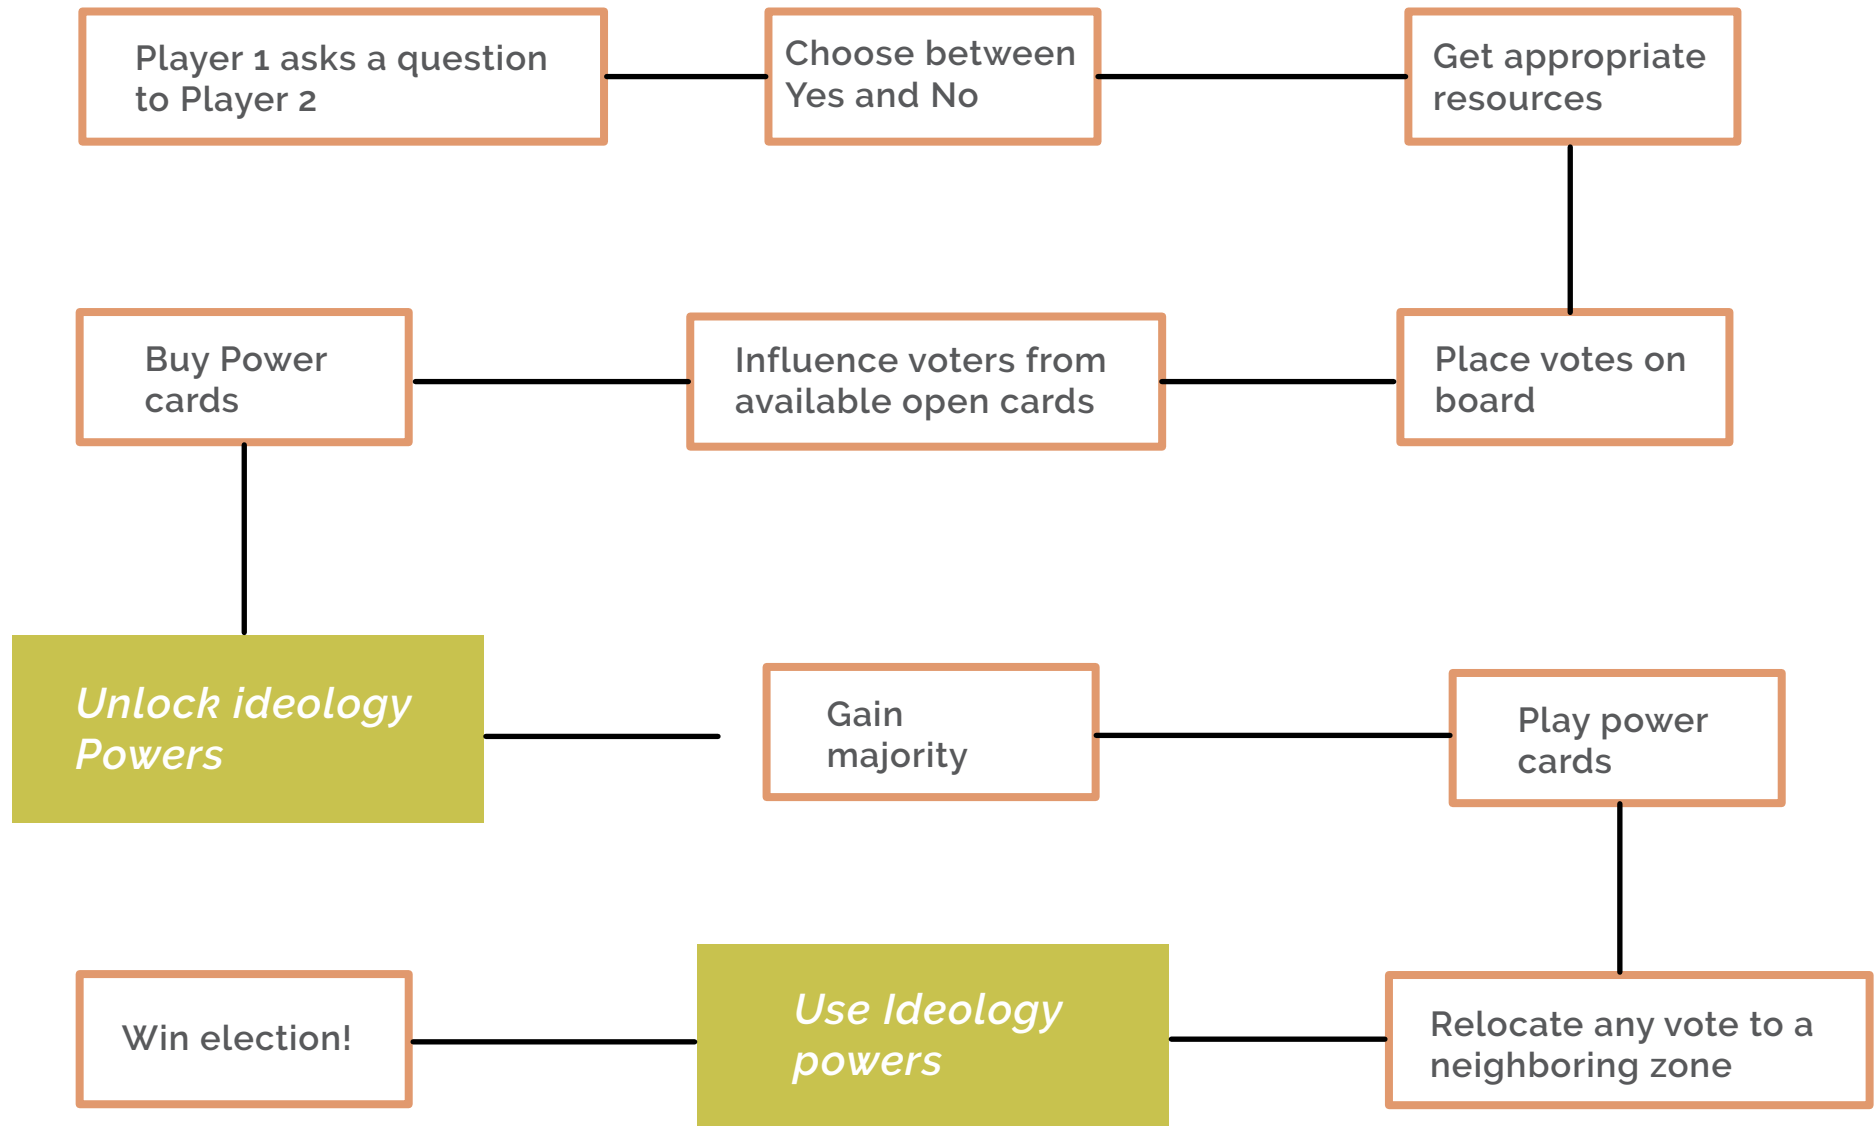 Player 1 asks a question
to Player 2
Choose between
Yes and No
Get appropriate
resources
Buy Power
cards
Influence voters from
available open cards
Place votes on
board
Unlock ideology
Powers
Gain
majority
Play power
cards
Win election!
Use Ideology
powers
Relocate any vote to a
neighboring zone